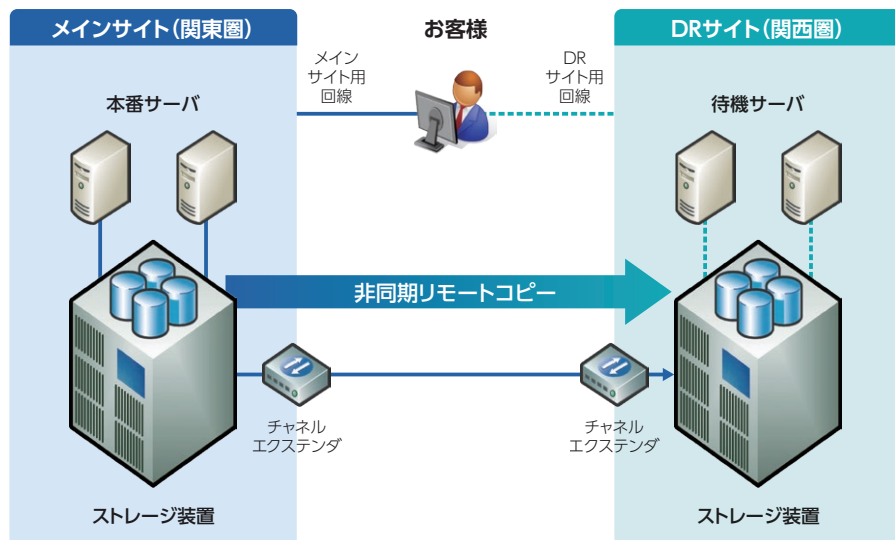 メインサイト（関東圏）
お客様
DRサイト（関西圏）
メイン
サイト用
回線
DR
サイト用
回線
本番サーバ
待機サーバ
非同期リモートコピー
チャネル
エクステンダ
チャネル
エクステンダ
ストレージ装置
ストレージ装置